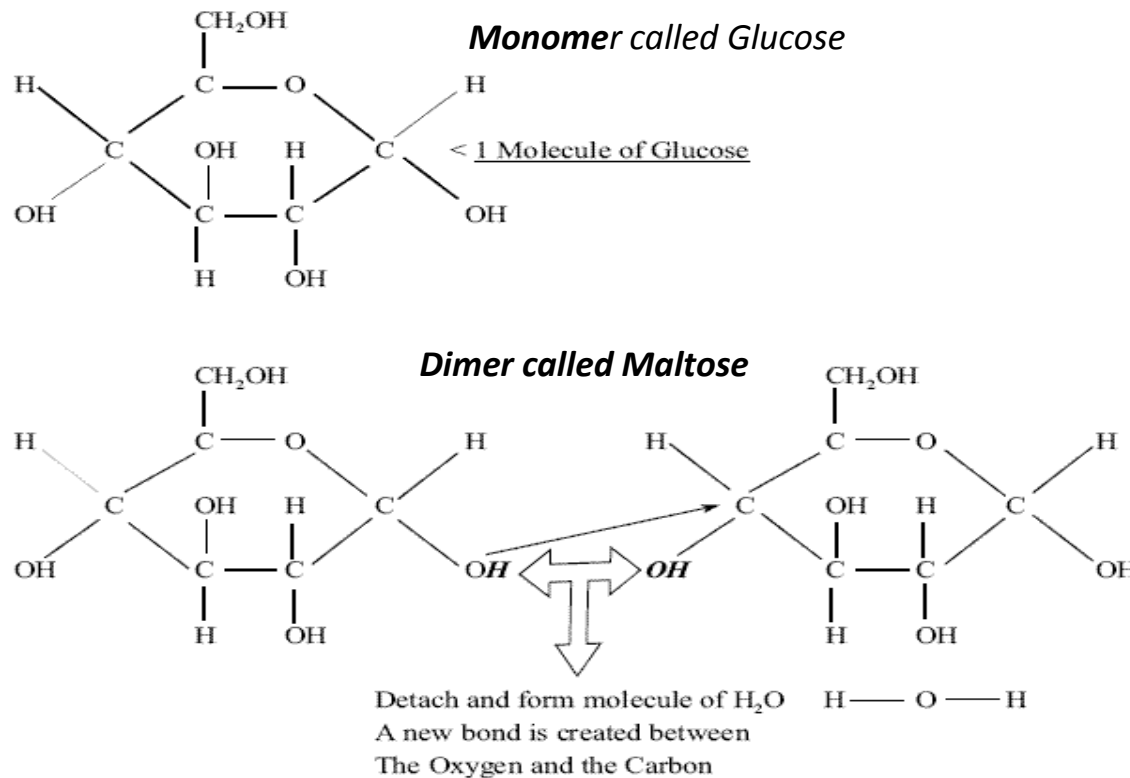 CH₂OH
Monomer called Glucose
H C O H
C OH H C < 1 Molecule of Glucose
OH C C OH
H OH
Dimer called Maltose
CH₂OH CH₂OH
H C O H H C O H
C OH H C C OH H C
OH C C OH OH C C OH
H OH H OH
Detach and form molecule of H₂O H O H
A new bond is created between
The Oxygen and the Carbon